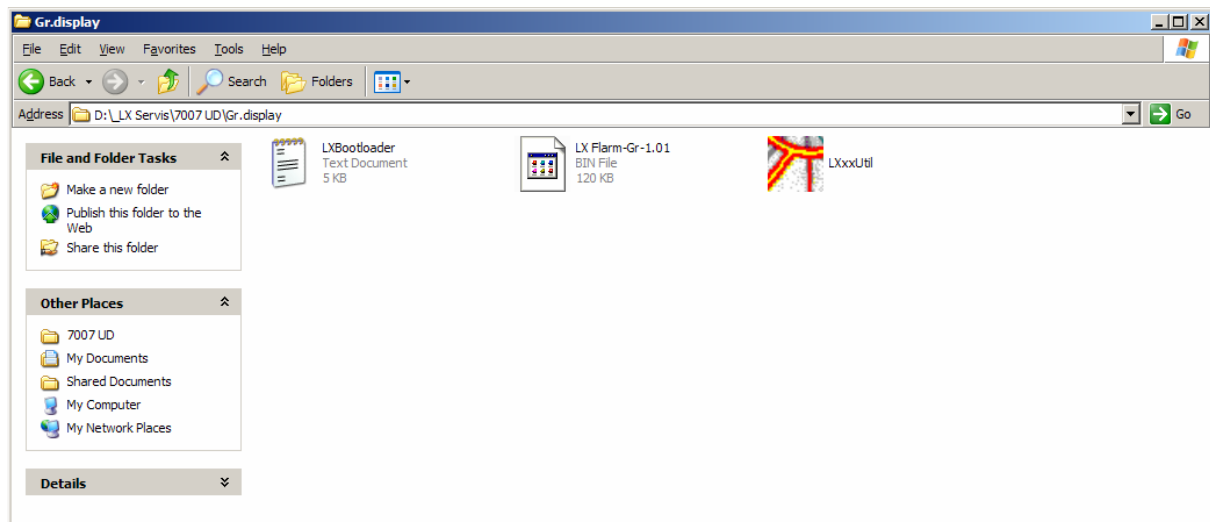 Gr.display
File Edit View Favorites Tools Help
Back Search Folders
Address D:\_LX Servis\7007 UD\Gr.display Go
File and Folder Tasks
Make a new folder
Publish this folder to the
Web
Share this folder
Other Places
7007 UD
My Documents
Shared Documents
My Computer
My Network Places
Details
LXBootloader
Text Document
5 KB
LX Flarm-Gr-1.01
BIN File
120 KB
LXxxUtil